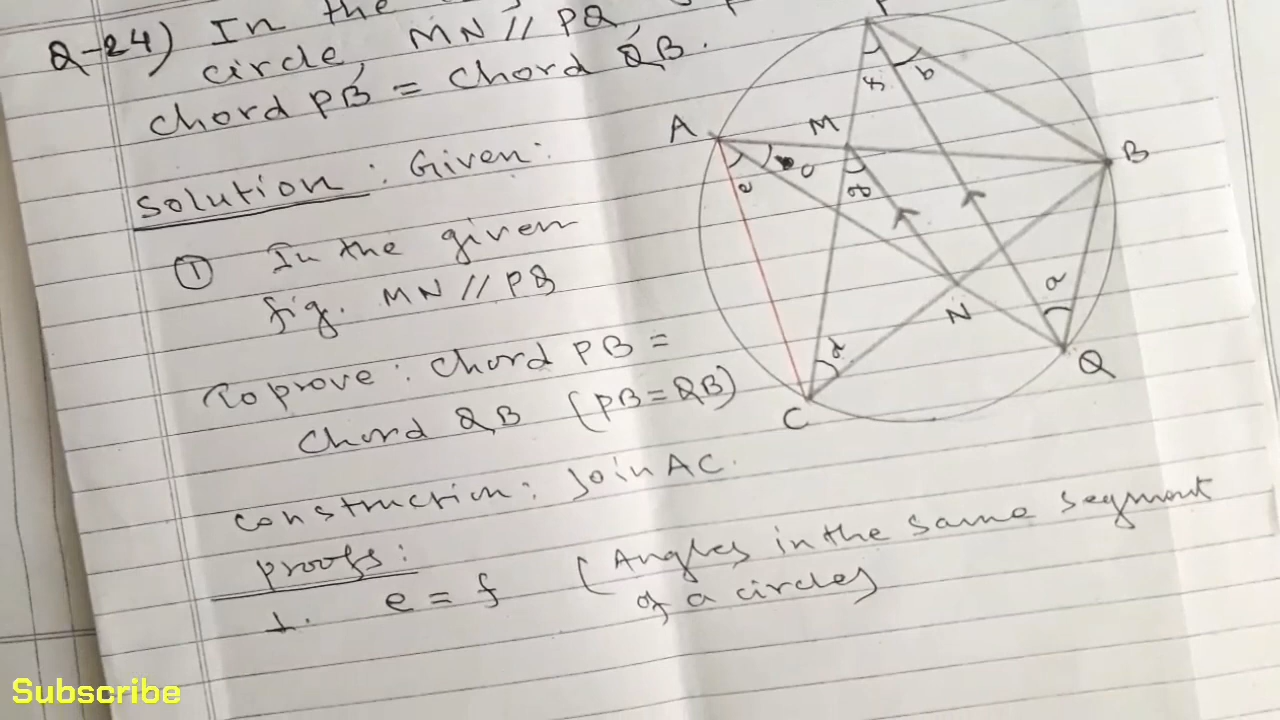 Q-24) In the
circle, MN // PQ,
chord PB = chord QB.
Solution: Given:
① In the given
fig. MN // PQ
To prove: Chord PB =
Chord QB (PB = QB)
Construction: Join AC.
proofs:
1. e = f (Angles in the same segment
of a circles
P
A
M
B
N
Q
C
f
b
e
c
g
a
d
Subscribe